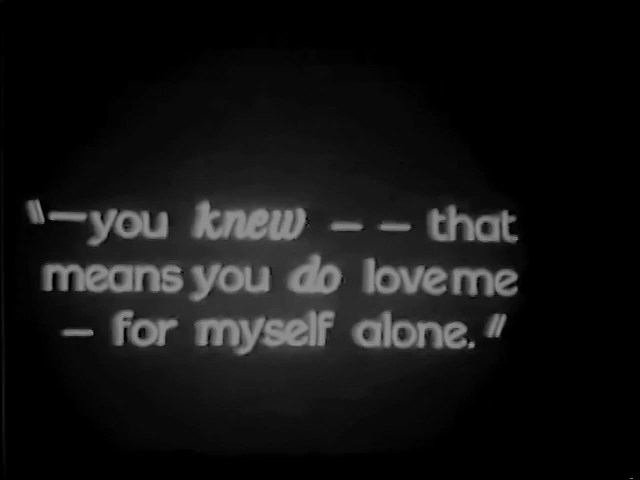 "—you knew — — that
means you do love me
— for myself alone."